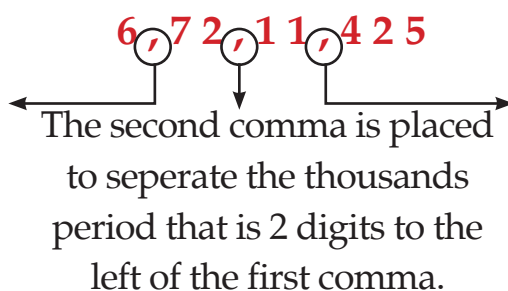 6,72,11,425
The second comma is placed
to seperate the thousands
period that is 2 digits to the
left of the first comma.